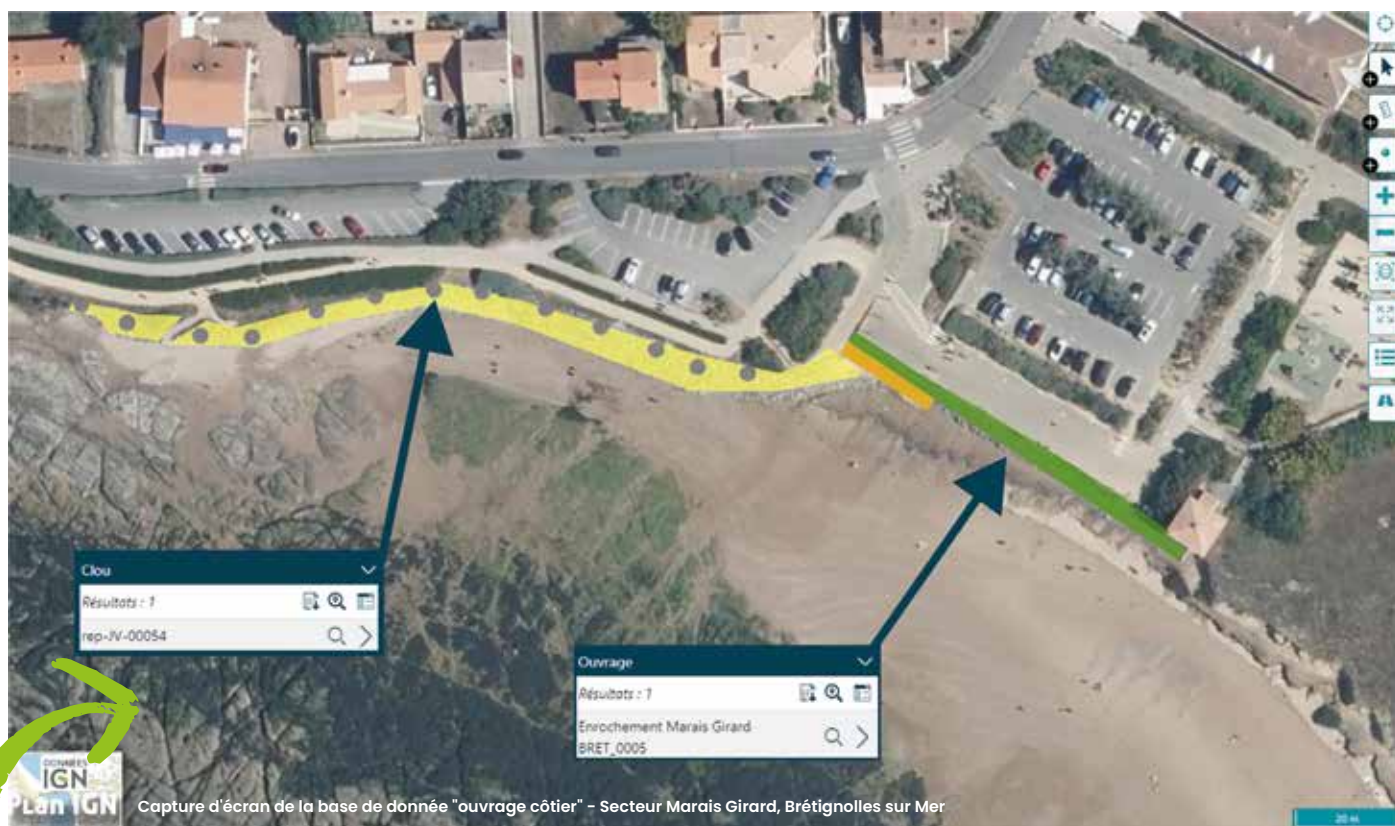 Clou
Résultats : 1
rep-JV-00054
Ouvrage
Résultats : 1
Enrochement Marais Girard
BRET_0005
DONNÉES
IGN
PLan IGN
Capture d'écran de la base de donnée "ouvrage côtier" - Secteur Marais Girard, Brétignolles sur Mer
20 m